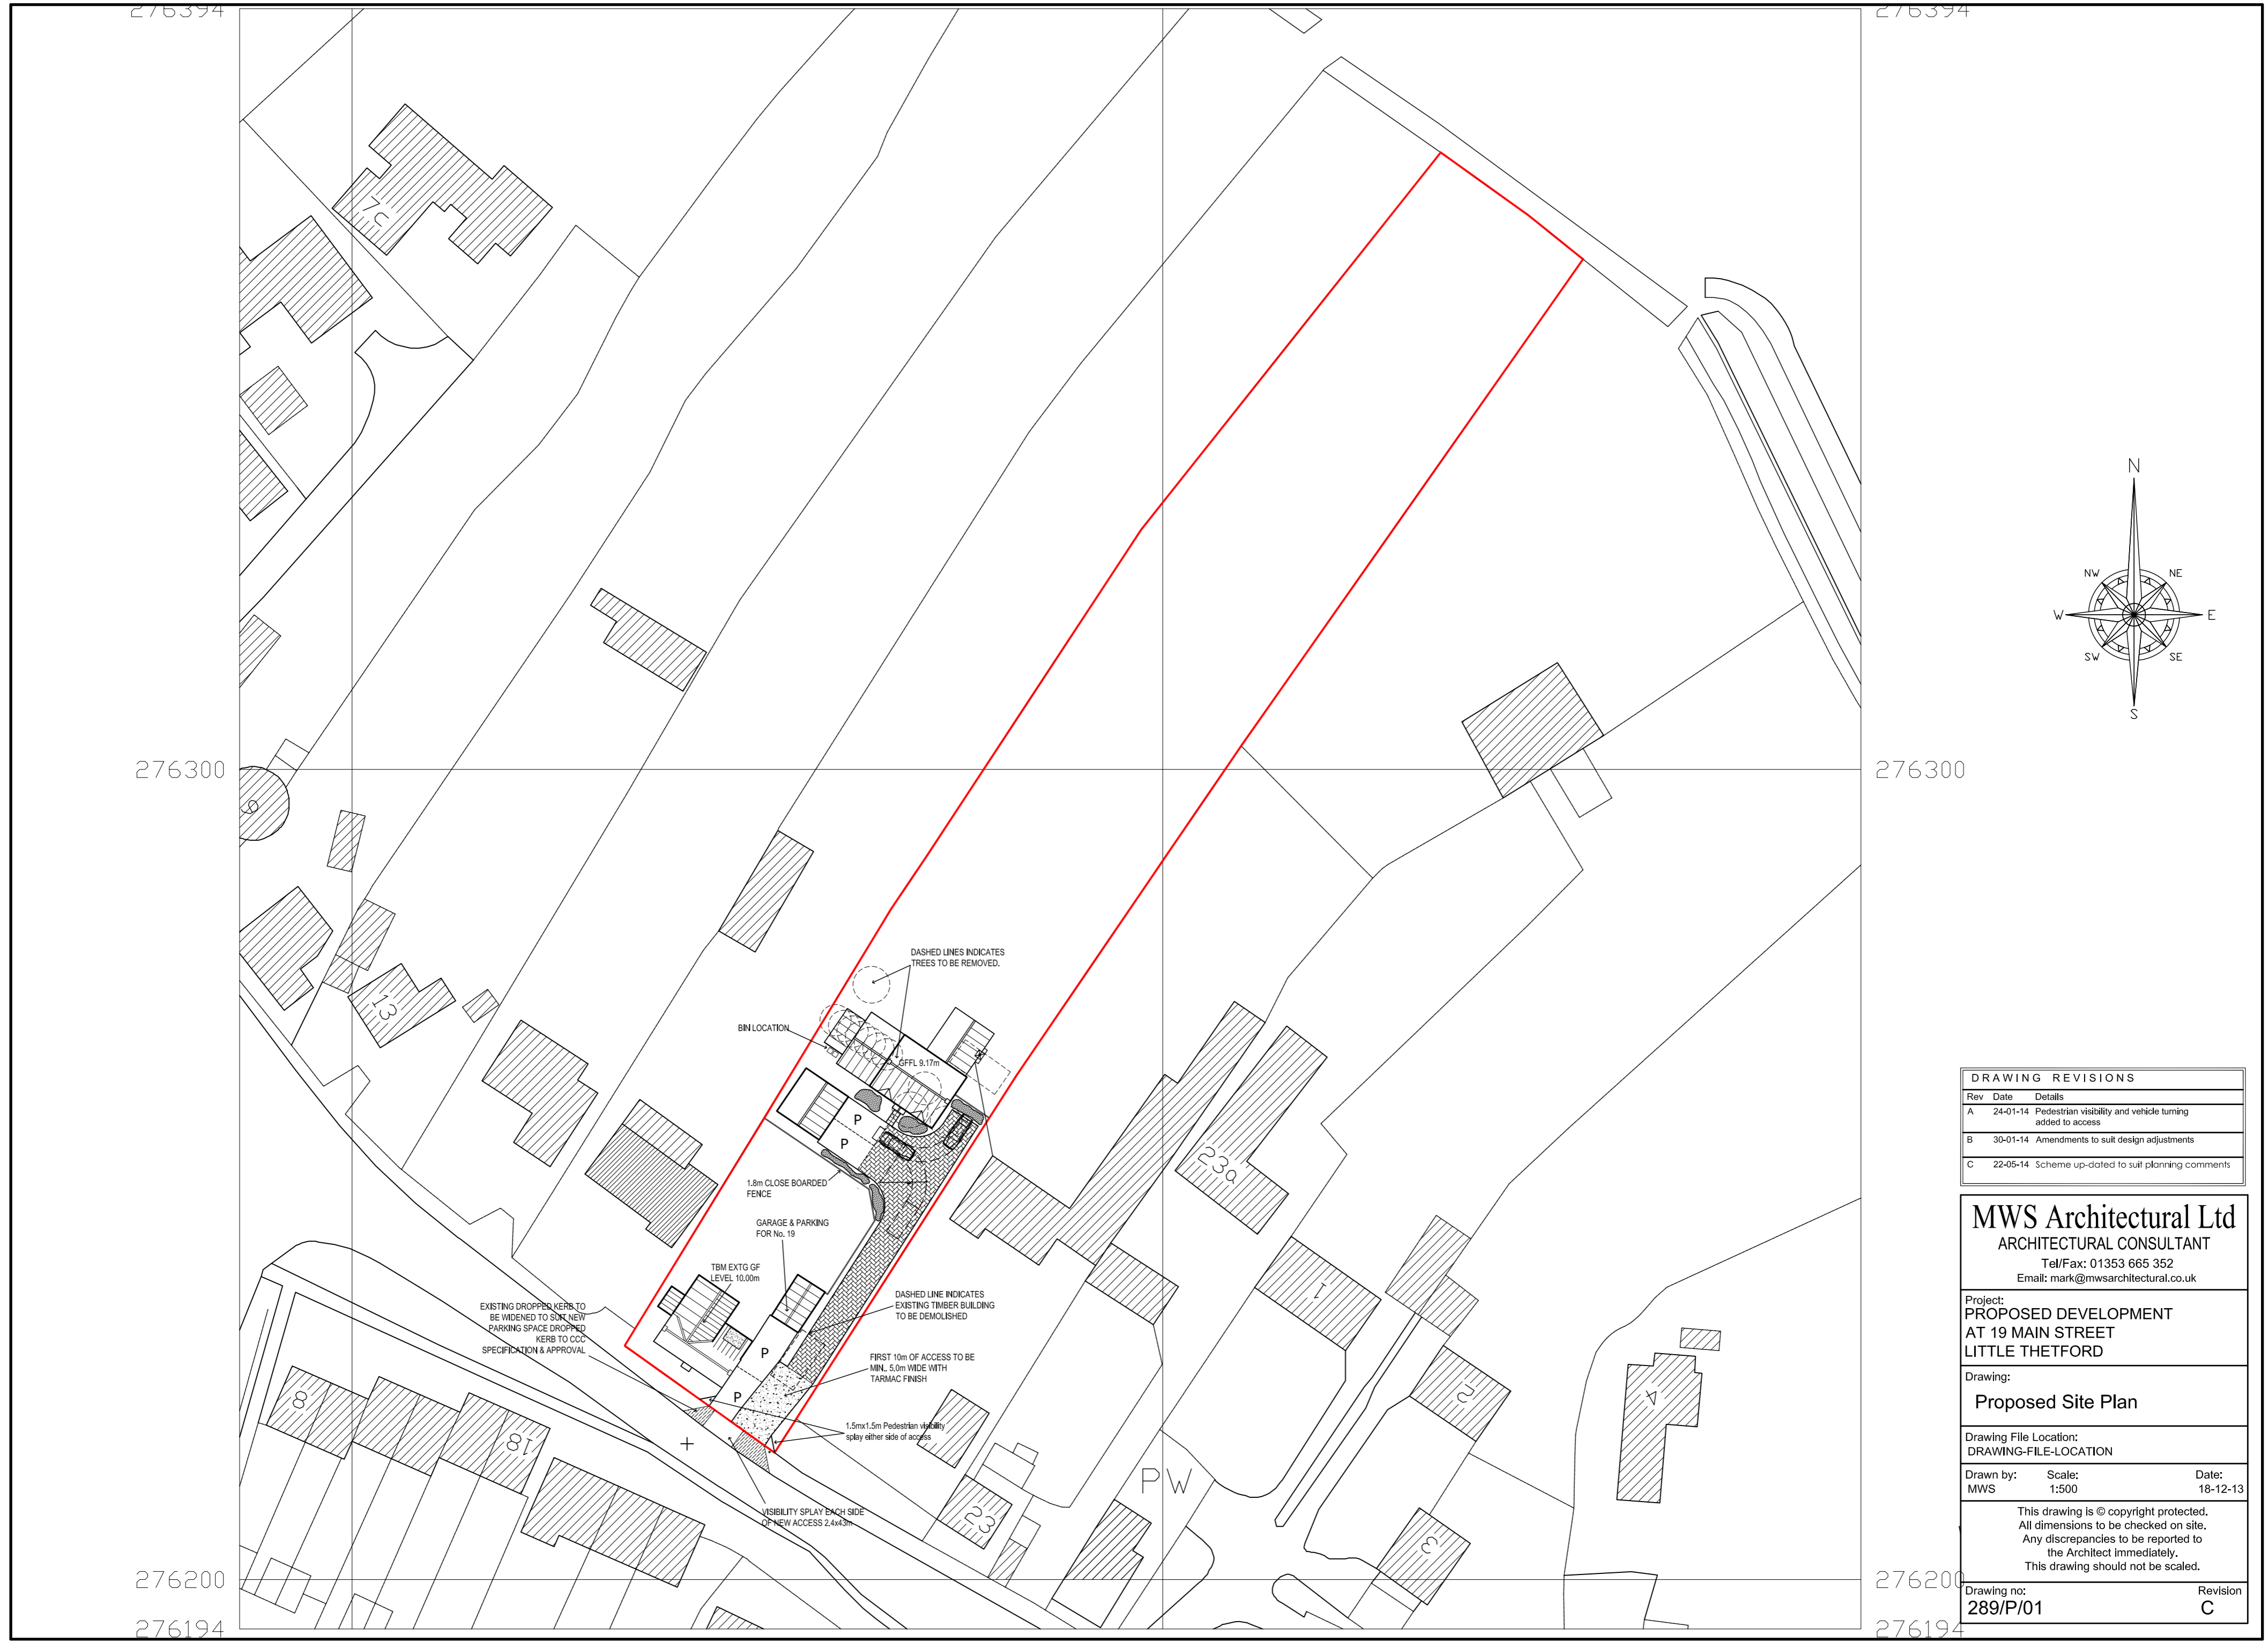 276394
276394
7c
N
NW
NE
W
E
SW
SE
S
276300
276300
9
DASHED LINES INDICATES
TREES TO BE REMOVED.
13
BIN LOCATION
GFFL 9.17m
P
P
23a
1.8m CLOSE BOARDED
FENCE
GARAGE & PARKING
FOR No. 19
TBM EXTG GF
LEVEL 10.00m
DASHED LINE INDICATES
EXISTING TIMBER BUILDING
TO BE DEMOLISHED
1
EXISTING DROPPED KERB TO
BE WIDENED TO SUIT NEW
PARKING SPACE DROPPED
KERB TO CCC
SPECIFICATION & APPROVAL
P
FIRST 10m OF ACCESS TO BE
MIN., 5.0m WIDE WITH
TARMAC FINISH
P
2
4
8
18
1.5mx1.5m Pedestrian visibility
splay either side of access
PW
VISIBILITY SPLAY EACH SIDE
OF NEW ACCESS 2.4x43m
23
3
276200
276200
276194
276194
DRAWING REVISIONS
Rev Date Details
A 24-01-14 Pedestrian visibility and vehicle turning
added to access
B 30-01-14 Amendments to suit design adjustments
C 22-05-14 Scheme up-dated to suit planning comments
MWS Architectural Ltd
ARCHITECTURAL CONSULTANT
Tel/Fax: 01353 665 352
Email: mark@mwsarchitectural.co.uk
Project:
PROPOSED DEVELOPMENT
AT 19 MAIN STREET
LITTLE THETFORD
Drawing:
Proposed Site Plan
Drawing File Location:
DRAWING-FILE-LOCATION
Drawn by: Scale: Date:
MWS 1:500 18-12-13
This drawing is © copyright protected.
All dimensions to be checked on site.
Any discrepancies to be reported to
the Architect immediately.
This drawing should not be scaled.
Drawing no: Revision
289/P/01 C